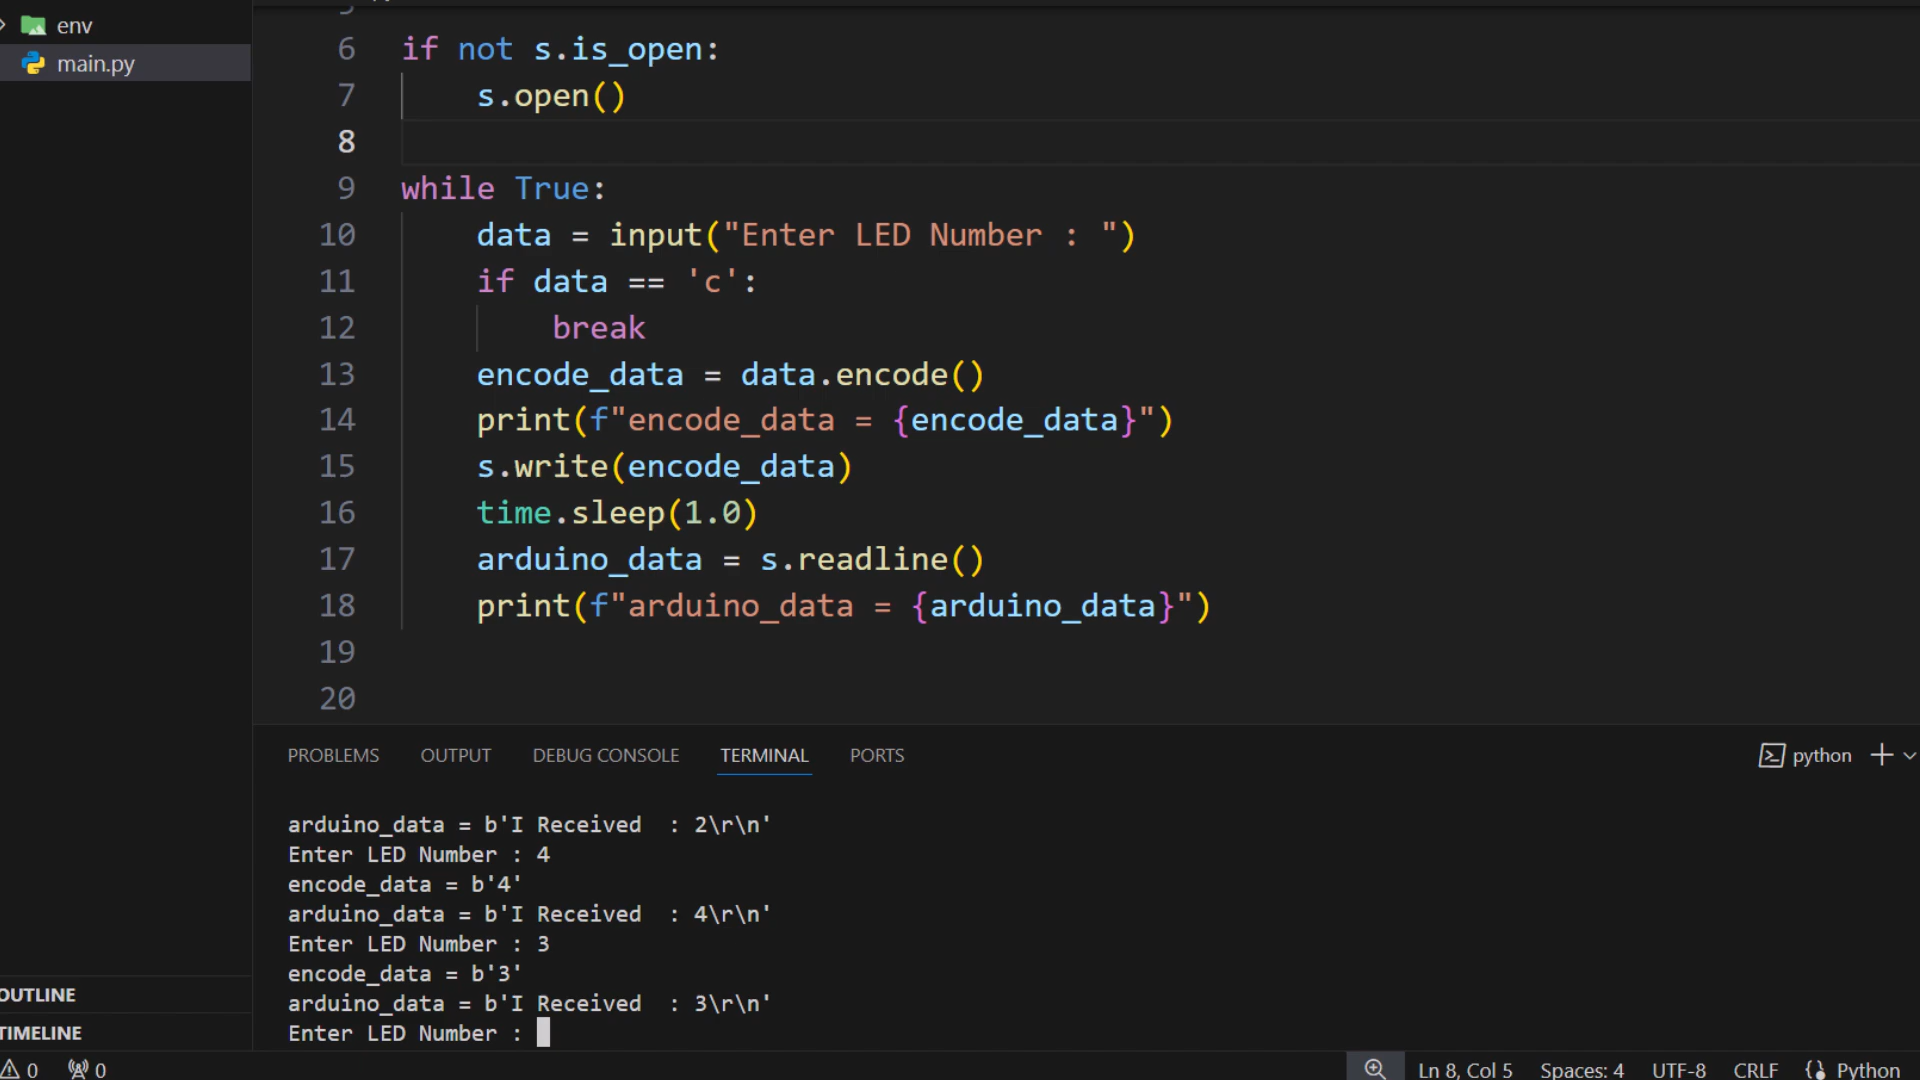 env
main.py
6 if not s.is_open:
7 s.open()
8
9 while True:
10 data = input("Enter LED Number : ")
11 if data == 'c':
12 break
13 encode_data = data.encode()
14 print(f"encode_data = {encode_data}")
15 s.write(encode_data)
16 time.sleep(1.0)
17 arduino_data = s.readline()
18 print(f"arduino_data = {arduino_data}")
19
20
PROBLEMS OUTPUT DEBUG CONSOLE TERMINAL PORTS python
arduino_data = b'I Received  : 2\r\n'
Enter LED Number : 4
encode_data = b'4'
arduino_data = b'I Received  : 4\r\n'
Enter LED Number : 3
encode_data = b'3'
arduino_data = b'I Received  : 3\r\n'
Enter LED Number :
OUTLINE
TIMELINE
0 0 Ln 8, Col 5 Spaces: 4 UTF-8 CRLF Python